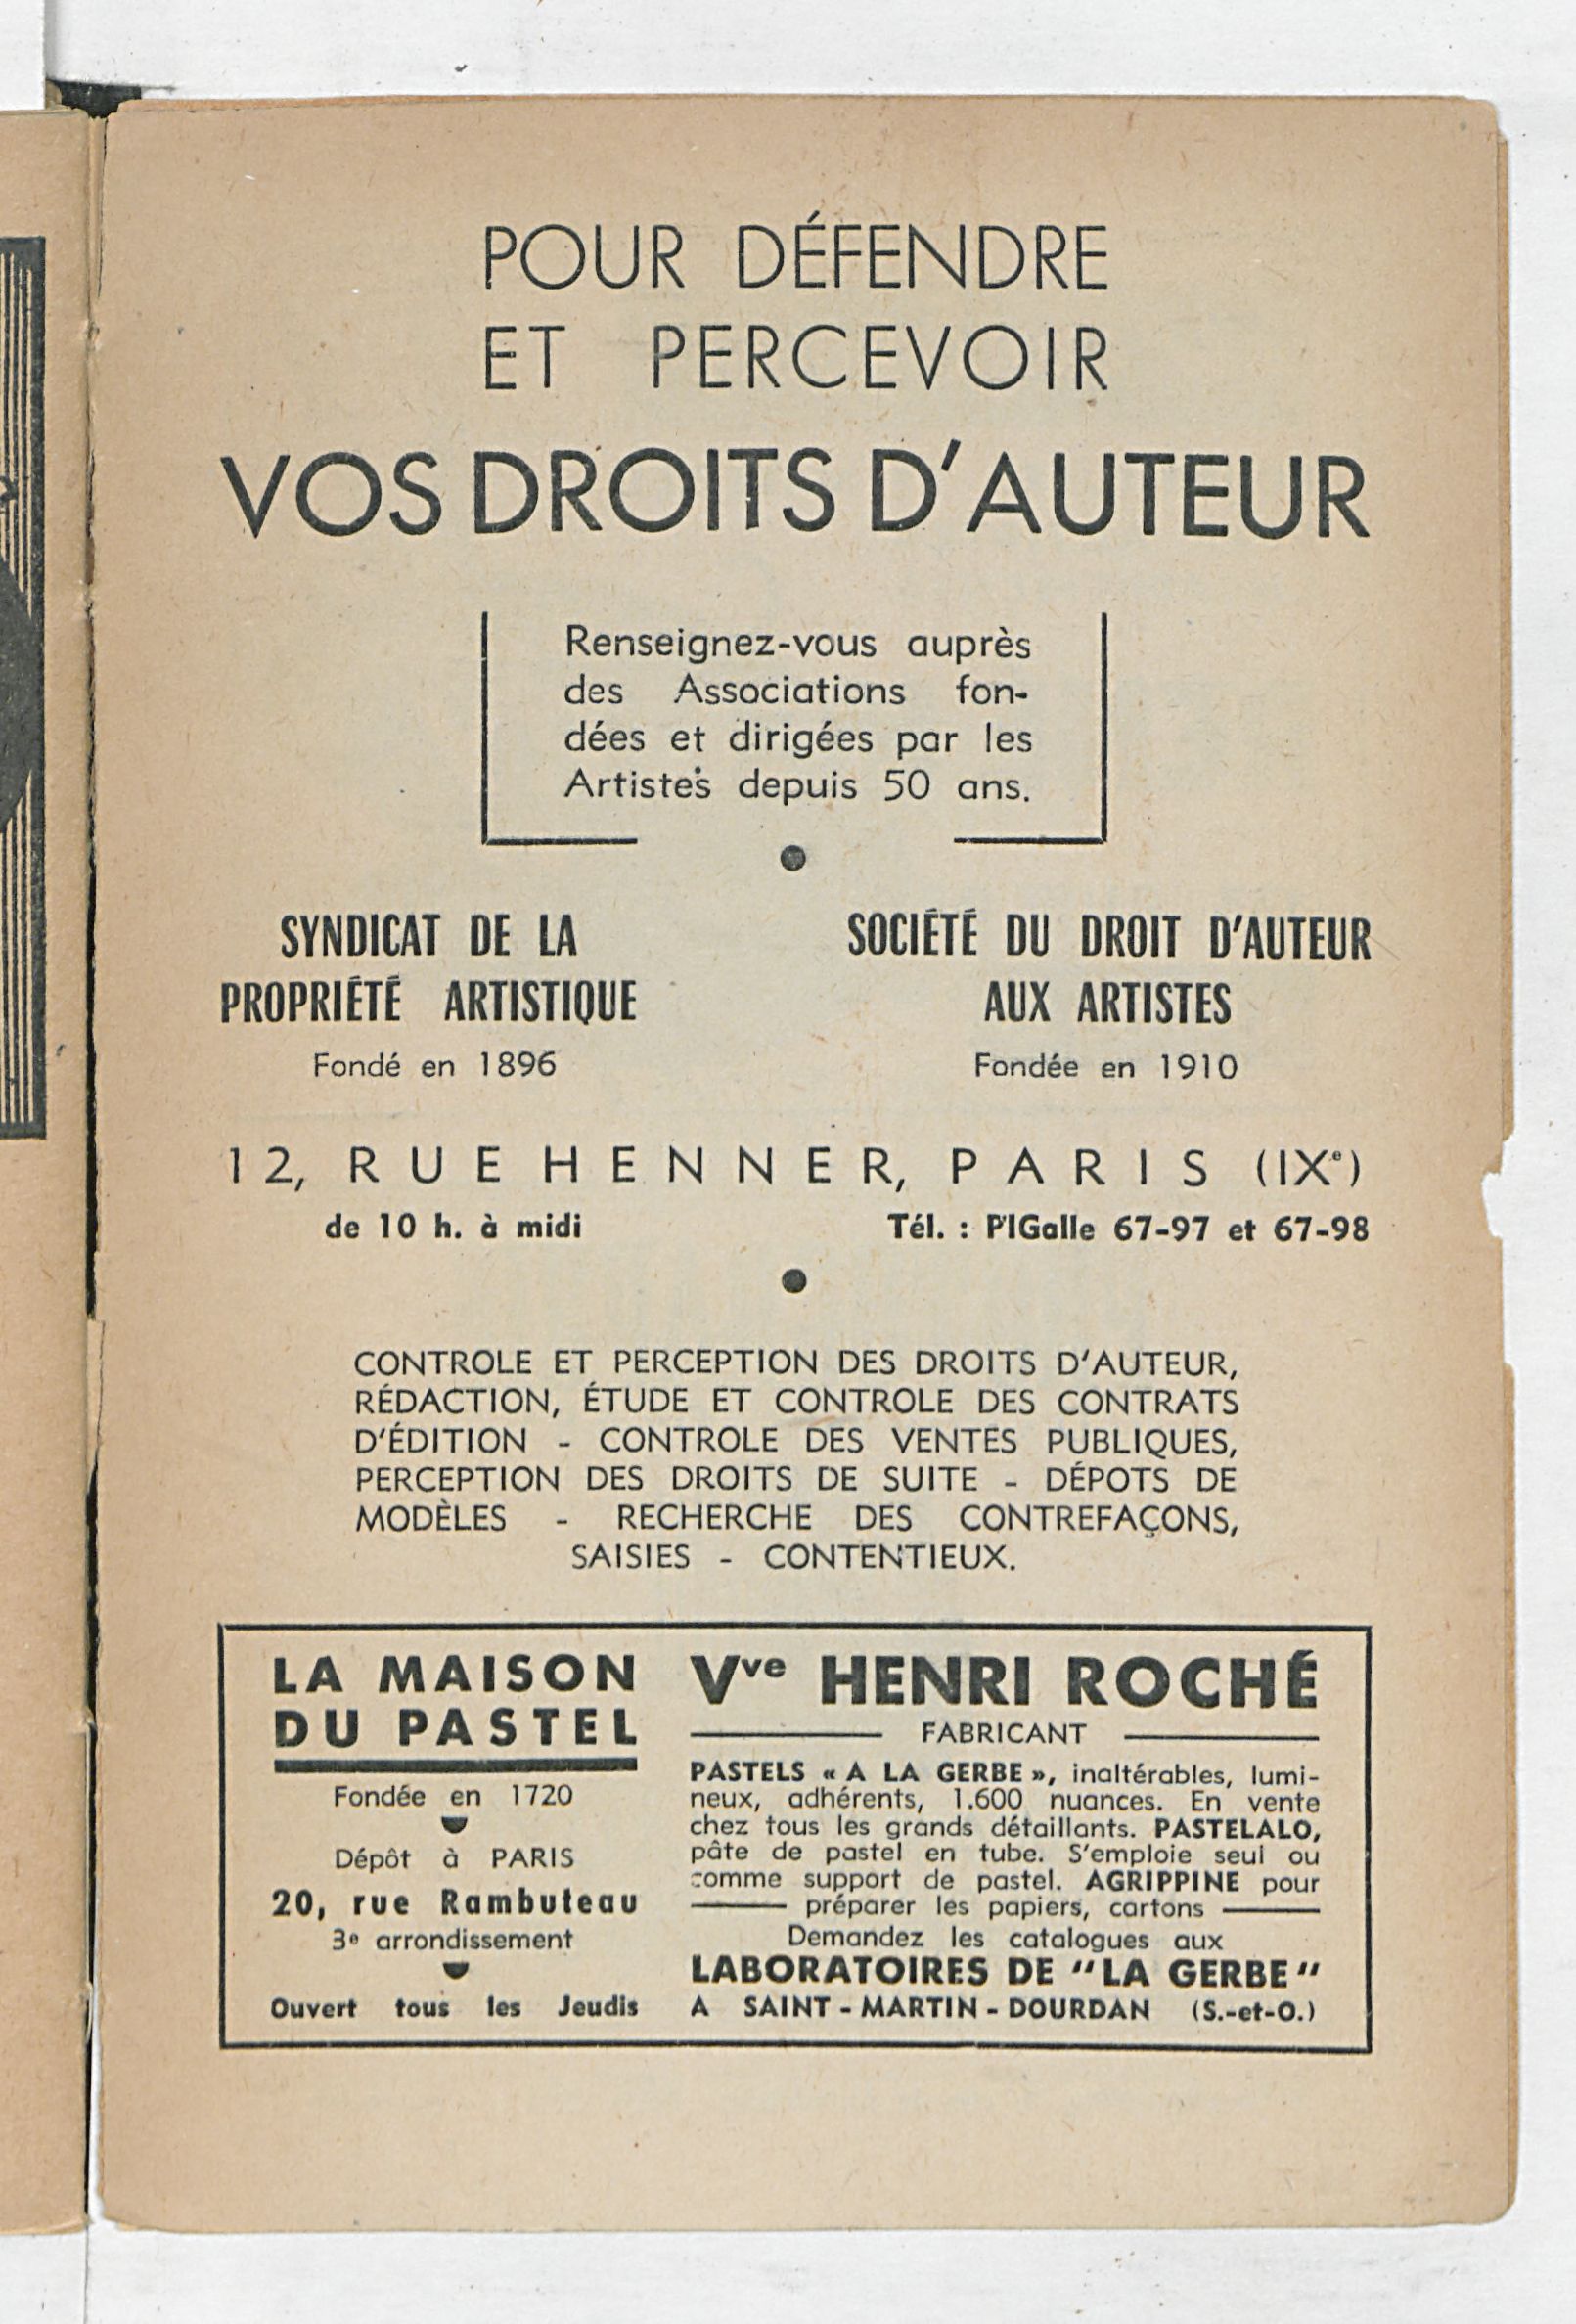 POUR DÉFENDRE
ET PERCEVOIR
VOS DROITS D'AUTEUR
Renseignez-vous auprès
des Associations fon-
dées et dirigées par les
Artistes depuis 50 ans.
SYNDICAT DE LA
PROPRIÉTÉ ARTISTIQUE
Fondé en 1896
SOCIÉTÉ DU DROIT D'AUTEUR
AUX ARTISTES
Fondée en 1910
12, RUE HENNER, PARIS (IXe)
de 10 h. à midi
Tél. : PIGalle 67-97 et 67-98
CONTROLE ET PERCEPTION DES DROITS D'AUTEUR,
RÉDACTION, ÉTUDE ET CONTROLE DES CONTRATS
D'ÉDITION - CONTROLE DES VENTES PUBLIQUES,
PERCEPTION DES DROITS DE SUITE - DÉPOTS DE
MODÈLES - RECHERCHE DES CONTREFAÇONS,
SAISIES - CONTENTIEUX.
LA MAISON
DU PASTEL
Fondée en 1720
Dépôt à PARIS
20, rue Rambuteau
3e arrondissement
Ouvert tous les Jeudis
Vve HENRI ROCHÉ
FABRICANT
PASTELS « A LA GERBE », inaltérables, lumi-
neux, adhérents, 1.600 nuances. En vente
chez tous les grands détaillants. PASTELALO,
pâte de pastel en tube. S'emploie seul ou
comme support de pastel. AGRIPPINE pour
préparer les papiers, cartons
Demandez les catalogues aux
LABORATOIRES DE "LA GERBE"
A SAINT-MARTIN-DOURDAN (S.-et-O.)